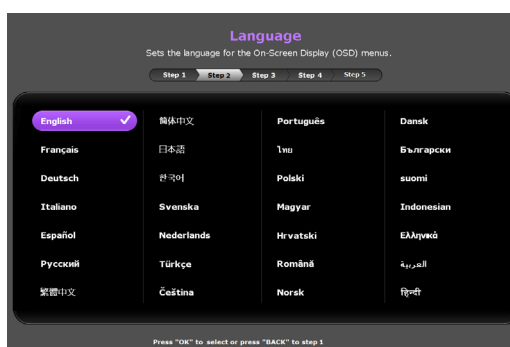 Language
Sets the language for the On-Screen Display (OSD) menus.
Step 1 Step 2 Step 3 Step 4 Step 5
English 简体中文 Português Dansk
Français 日本語 ไทย Български
Deutsch 한국어 Polski suomi
Italiano Svenska Magyar Indonesian
Español Nederlands Hrvatski Ελληνικά
Русский Türkçe Română العربية
繁體中文 Čeština Norsk हिन्दी
Press "OK" to select or press "BACK" to step 1